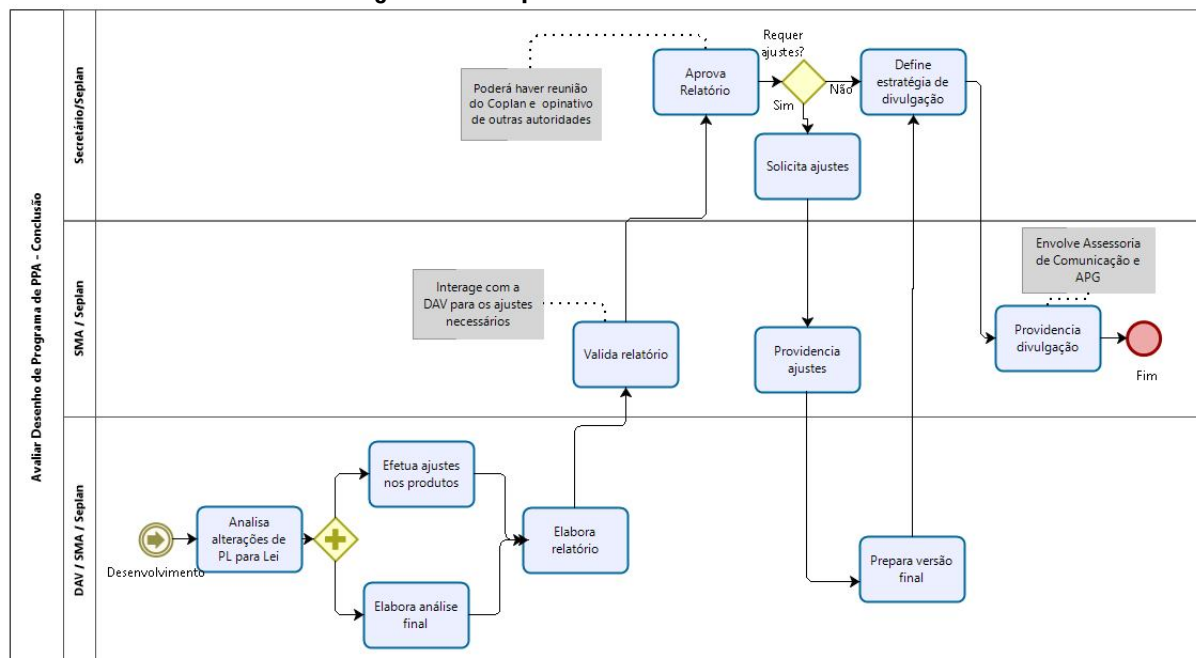 Avaliar Desenho de Programa de PPA - Conclusão
Secretário/Seplan
Poderá haver reunião
do Coplan e opinativo
de outras autoridades
Aprova
Relatório
Requer
ajustes?
Não
Sim
Define
estratégia de
divulgação
Solicita ajustes
SMA / Seplan
Interage com a
DAV para os ajustes
necessários
Valida relatório
Providencia
ajustes
Envolve Assessoria
de Comunicação e
APG
Providencia
divulgação
Fim
DAV / SMA / Seplan
Desenvolvimento
Analisa
alterações de
PL para Lei
Efetua ajustes
nos produtos
Elabora análise
final
Elabora
relatório
Prepara versão
final